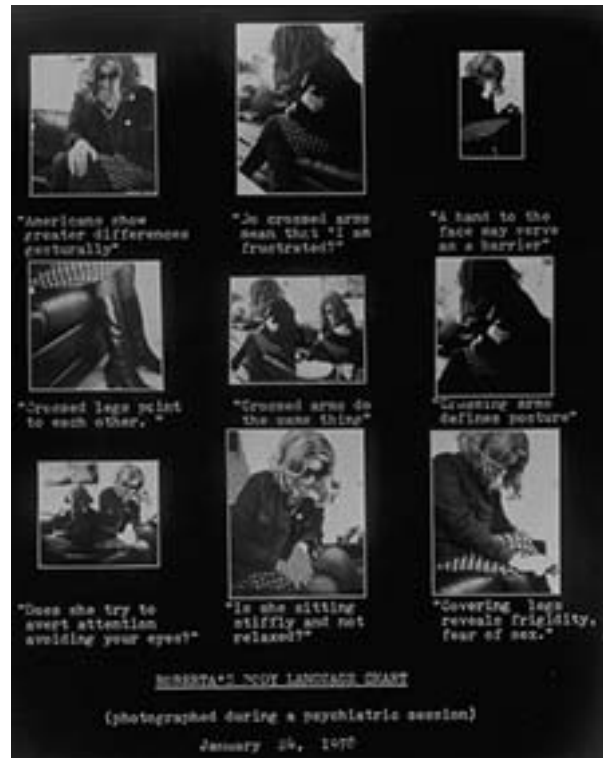 "Americans show
greater differences
gesturally"
"Do crossed arms
mean that "I am
frustrated?"
"A hand to the
face may serve
as a barrier"
"Crossed legs point
to each other. "
"Crossed arms do
the same thing"
"Crossing arms
defines posture"
"Does she try to
avert attention
avoiding your eyes?"
"Is she sitting
stiffly and not
relaxed?"
"Covering legs
reveals frigidity,
fear of sex."
ROBERTA'S BODY LANGUAGE CHART
(photographed during a psychiatric session)
January 24, 1978